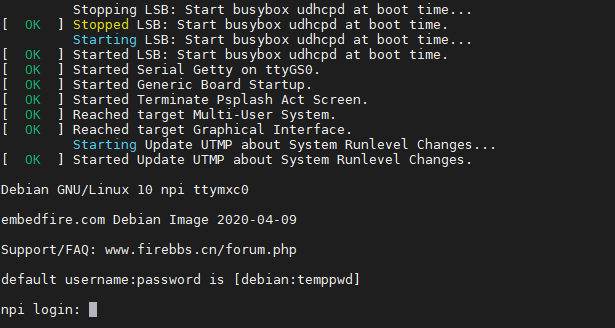 Stopping LSB: Start busybox udhcpd at boot time...
[  OK  ] Stopped LSB: Start busybox udhcpd at boot time.
Starting LSB: Start busybox udhcpd at boot time...
[  OK  ] Started LSB: Start busybox udhcpd at boot time.
[  OK  ] Started Serial Getty on ttyGS0.
[  OK  ] Started Generic Board Startup.
[  OK  ] Started Terminate Psplash Act Screen.
[  OK  ] Reached target Multi-User System.
[  OK  ] Reached target Graphical Interface.
Starting Update UTMP about System Runlevel Changes...
[  OK  ] Started Update UTMP about System Runlevel Changes.
Debian GNU/Linux 10 npi ttymxc0
embedfire.com Debian Image 2020-04-09
Support/FAQ: www.firebbs.cn/forum.php
default username:password is [debian:temppwd]
npi login: